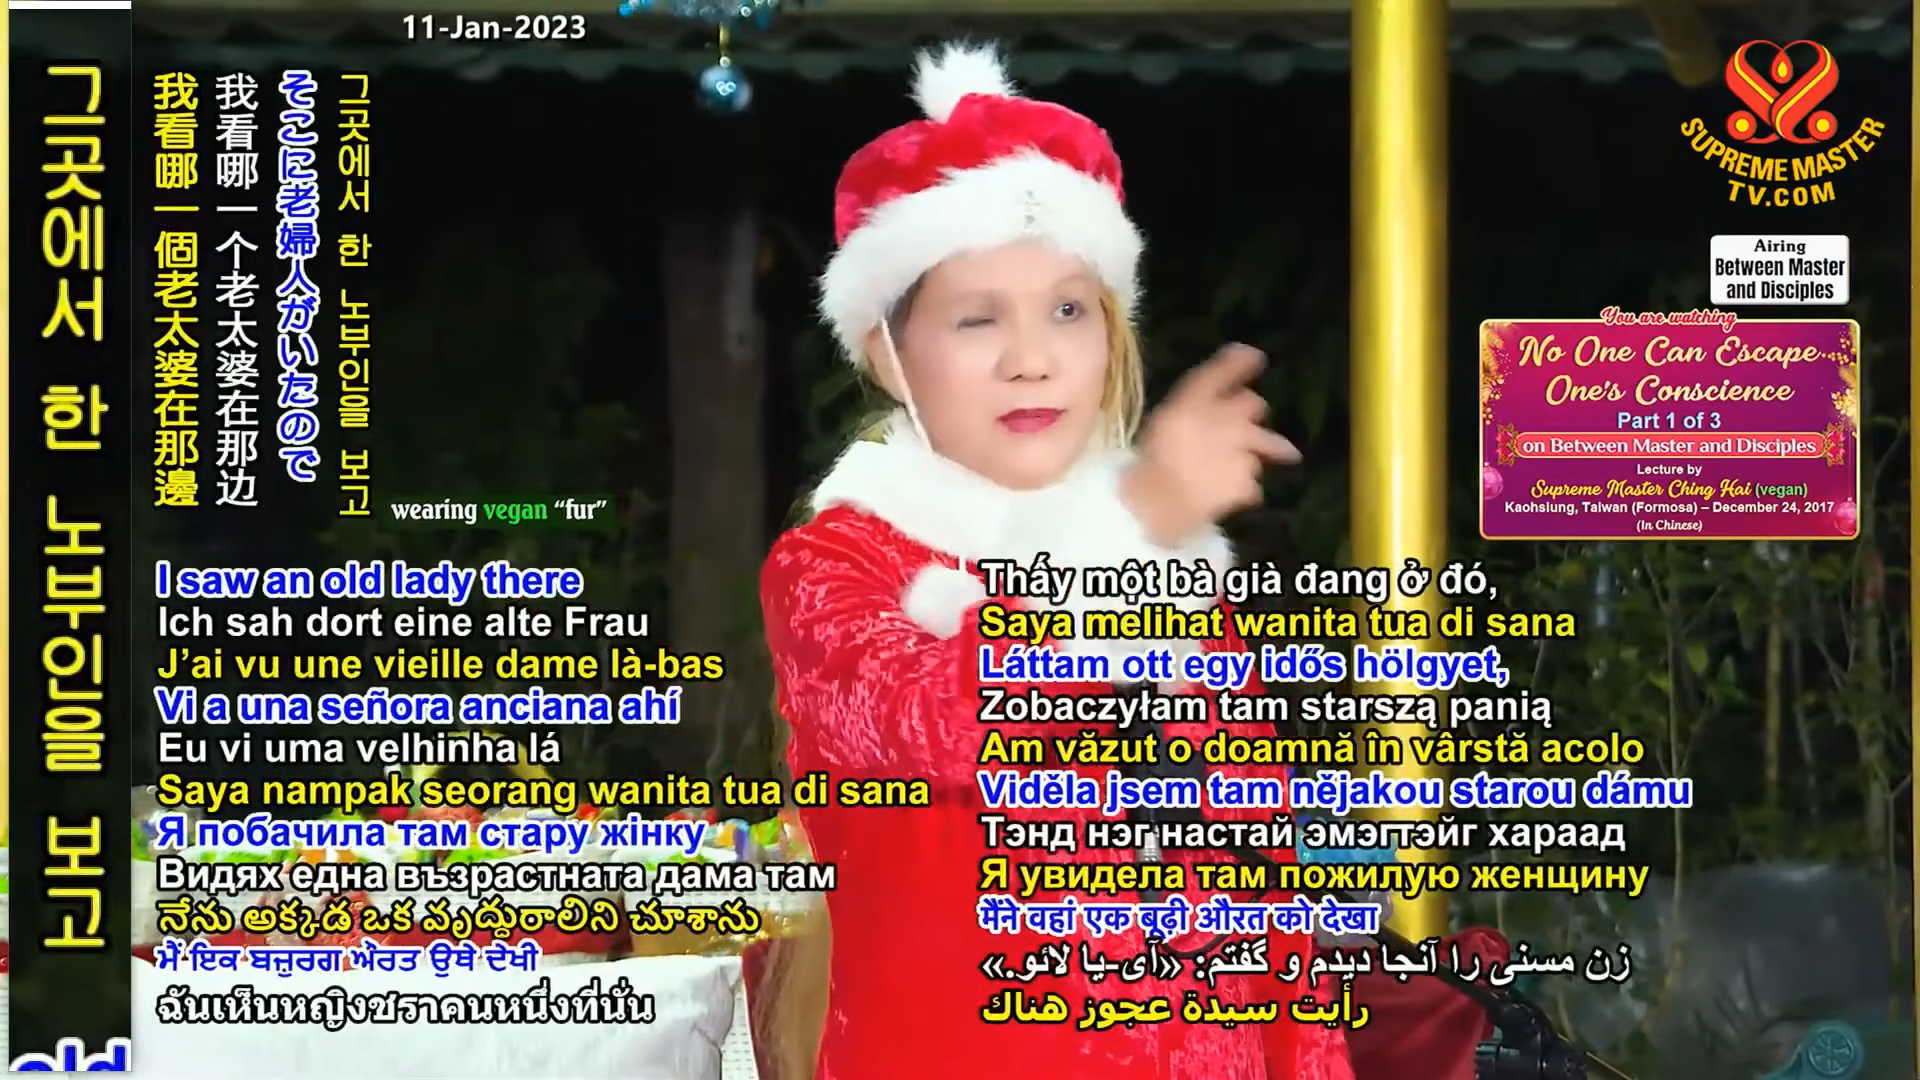 11-Jan-2023
그곳에서 한 노부인을 보고
我看哪一個老太婆在那邊
我看哪一个老太婆在那边
そこに老婦人がいたので
그곳에서 한 노부인을 보고
SUPREME MASTER
TV.COM
Airing
Between Master
and Disciples
You are watching
No One Can Escape
One's Conscience
Part 1 of 3
on Between Master and Disciples
Lecture by
Supreme Master Ching Hai (vegan)
Kaohsiung, Taiwan (Formosa) – December 24, 2017
(In Chinese)
wearing vegan “fur”
I saw an old lady there
Ich sah dort eine alte Frau
J’ai vu une vieille dame là-bas
Vi a una señora anciana ahí
Eu vi uma velhinha lá
Saya nampak seorang wanita tua di sana
Я побачила там стару жінку
Видях една възрастната дама там
నేను అక్కడ ఒక వృద్ధురాలిని చూశాను
ਮੈਂ ਇਕ ਬਜ਼ੁਰਗ ਔਰਤ ਉਥੇ ਦੇਖੀ
ฉันเห็นหญิงชราคนหนึ่งที่นั่น
Thấy một bà già đang ở đó,
Saya melihat wanita tua di sana
Láttam ott egy idős hölgyet,
Zobaczyłam tam starszą panią
Am văzut o doamnă în vârstă acolo
Viděla jsem tam nějakou starou dámu
Тэнд нэг настай эмэгтэйг хараад
Я увидела там пожилую женщину
मैंने वहां एक बूढ़ी औरत को देखा
زن مسنی را آنجا دیدم و گفتم: «آی-یا لائو.»
رأيت سيدة عجوز هناك
old